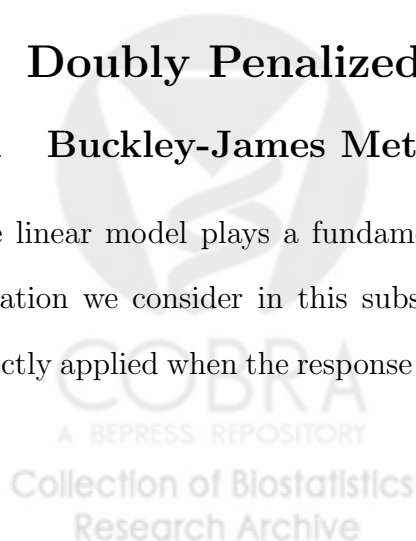 Doubly Penalized
Buckley-James Met
linear model plays a fundam
ation we consider in this subs
ctly applied when the response
COBRA
A BEPRESS REPOSITORY
Collection of Biostatistics
Research Archive